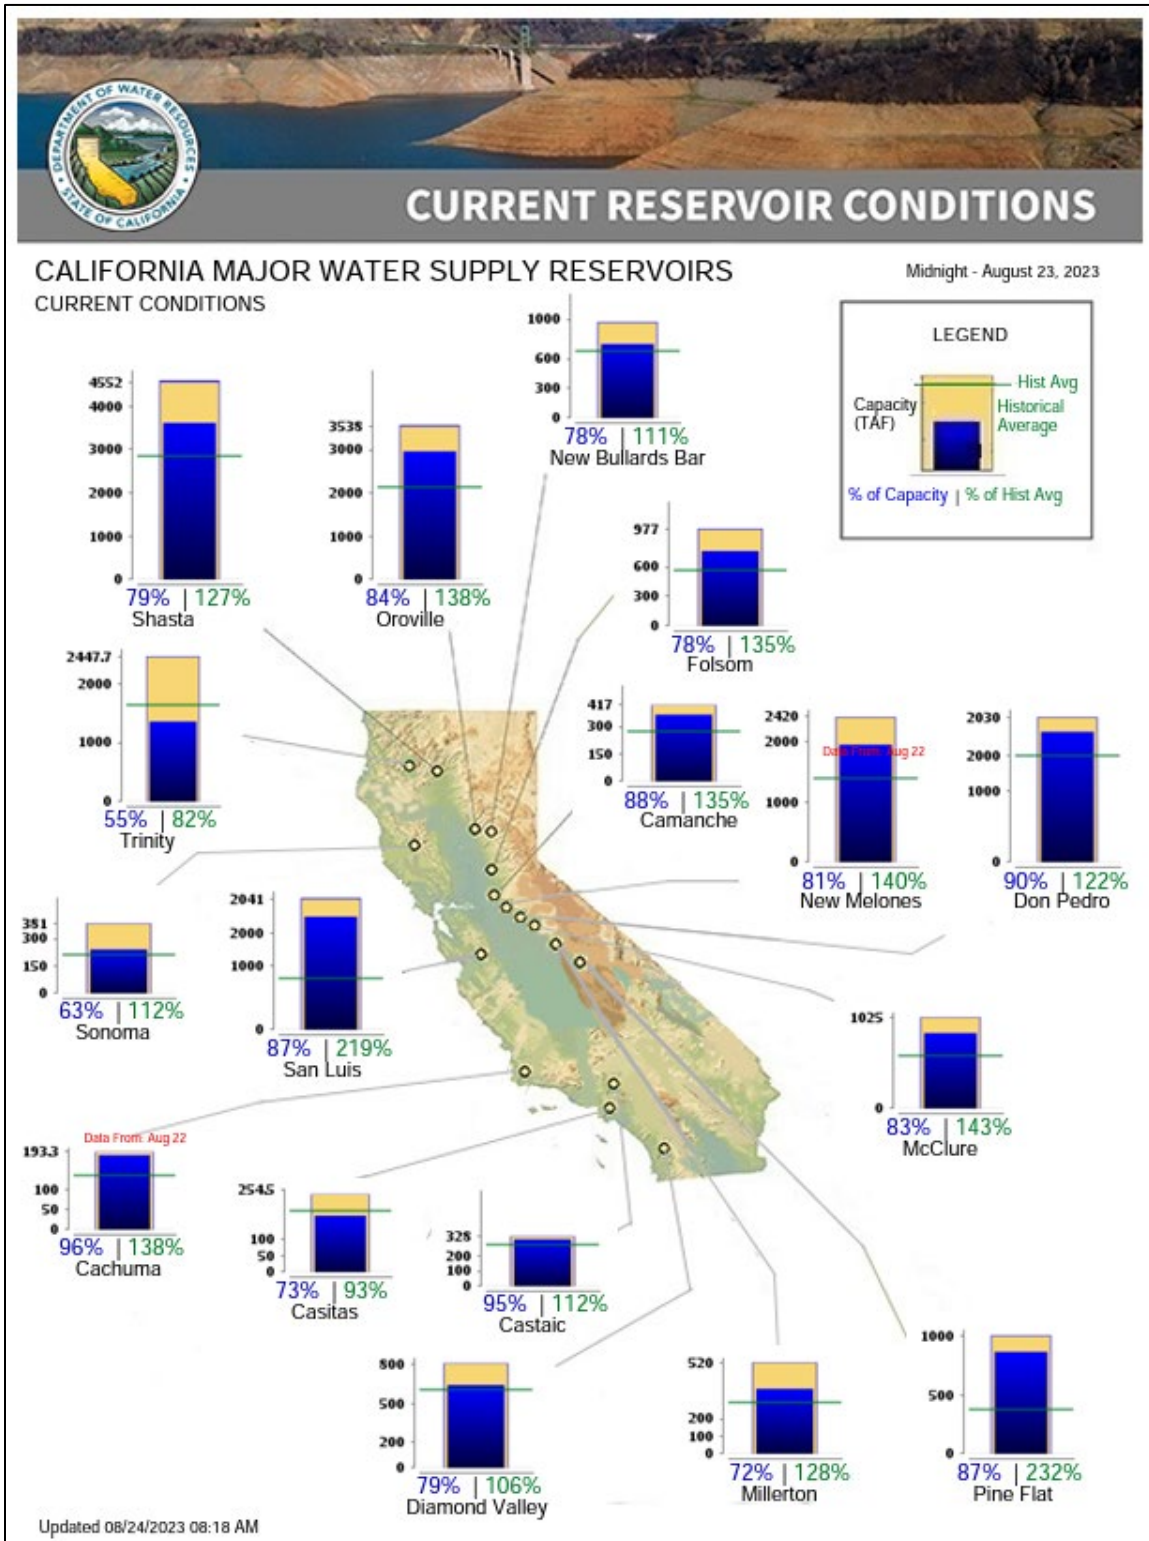 DEPARTMENT OF WATER RESOURCES
STATE OF CALIFORNIA
CURRENT RESERVOIR CONDITIONS
CALIFORNIA MAJOR WATER SUPPLY RESERVOIRS
CURRENT CONDITIONS
Midnight - August 23, 2023
LEGEND
Hist Avg
Capacity
(TAF)
Historical
Average
% of Capacity | % of Hist Avg
1000
600
300
0
78% | 111%
New Bullards Bar
4552
4000
3000
2000
1000
0
79% | 127%
Shasta
3538
3000
2000
1000
0
84% | 138%
Oroville
977
600
300
0
78% | 135%
Folsom
2447.7
2000
1000
0
55% | 82%
Trinity
417
300
150
0
88% | 135%
Camanche
2420
2000
1000
0
Data From: Aug 22
81% | 140%
New Melones
2030
2000
1000
0
90% | 122%
Don Pedro
381
300
150
0
63% | 112%
Sonoma
2041
2000
1000
0
87% | 219%
San Luis
1025
0
83% | 143%
McClure
Data From: Aug 22
193.3
100
50
0
96% | 138%
Cachuma
254.5
100
50
0
73% | 93%
Casitas
328
200
100
0
95% | 112%
Castaic
800
500
200
0
79% | 106%
Diamond Valley
520
200
100
0
72% | 128%
Millerton
1000
500
0
87% | 232%
Pine Flat
Updated 08/24/2023 08:18 AM